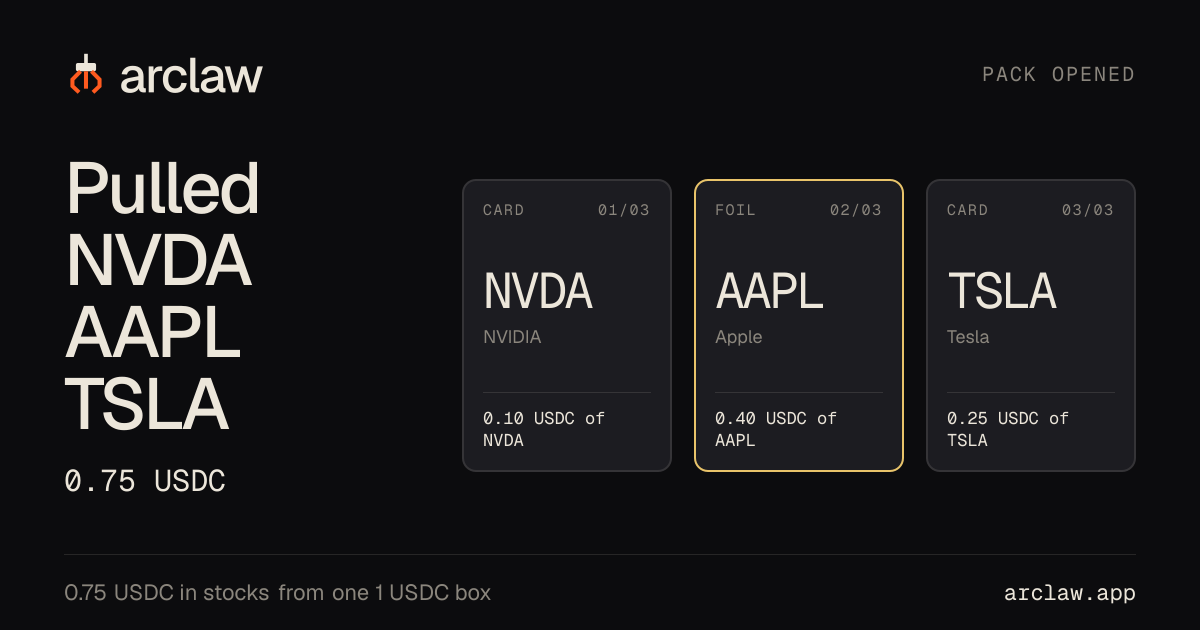 arclaw
PACK OPENED
Pulled
NVDA
AAPL
TSLA
0.75 USDC
CARD 01/03
NVDA
NVIDIA
0.10 USDC of
NVDA
FOIL 02/03
AAPL
Apple
0.40 USDC of
AAPL
CARD 03/03
TSLA
Tesla
0.25 USDC of
TSLA
0.75 USDC in stocks from one 1 USDC box
arclaw.app